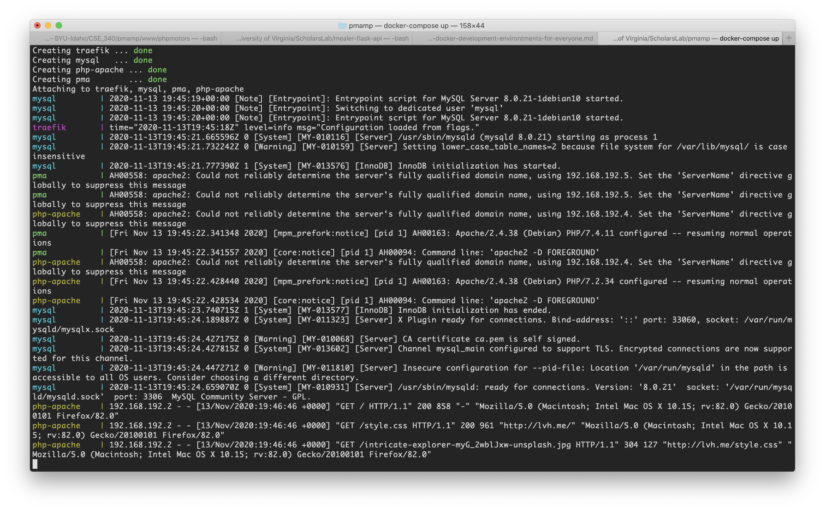 pmamp — docker-compose up — 158×44
...- BYU-Idaho/CSE_340/pmamp/www/phpmotors — -bash
...iversity of Virginia/ScholarsLab/mealer-flask-api — -bash
...-docker-development-environments-for-everyone.md
...of Virginia/ScholarsLab/pmamp — docker-compose up
+
Creating traefik ... done
Creating mysql ... done
Creating php-apache ... done
Creating pma ... done
Attaching to traefik, mysql, pma, php-apache
mysql | 2020-11-13 19:45:19+00:00 [Note] [Entrypoint]: Entrypoint script for MySQL Server 8.0.21-1debian10 started.
mysql | 2020-11-13 19:45:20+00:00 [Note] [Entrypoint]: Switching to dedicated user 'mysql'
mysql | 2020-11-13 19:45:20+00:00 [Note] [Entrypoint]: Entrypoint script for MySQL Server 8.0.21-1debian10 started.
traefik | time="2020-11-13T19:45:18Z" level=info msg="Configuration loaded from flags."
mysql | 2020-11-13T19:45:21.665596Z 0 [System] [MY-010116] [Server] /usr/sbin/mysqld (mysqld 8.0.21) starting as process 1
mysql | 2020-11-13T19:45:21.732242Z 0 [Warning] [MY-010159] [Server] Setting lower_case_table_names=2 because file system for /var/lib/mysql/ is case
insensitive
mysql | 2020-11-13T19:45:21.777390Z 1 [System] [MY-013576] [InnoDB] InnoDB initialization has started.
pma | AH00558: apache2: Could not reliably determine the server's fully qualified domain name, using 192.168.192.5. Set the 'ServerName' directive g
lobally to suppress this message
pma | AH00558: apache2: Could not reliably determine the server's fully qualified domain name, using 192.168.192.5. Set the 'ServerName' directive g
lobally to suppress this message
php-apache | AH00558: apache2: Could not reliably determine the server's fully qualified domain name, using 192.168.192.4. Set the 'ServerName' directive g
lobally to suppress this message
pma | [Fri Nov 13 19:45:22.341348 2020] [mpm_prefork:notice] [pid 1] AH00163: Apache/2.4.38 (Debian) PHP/7.4.11 configured -- resuming normal operat
ions
pma | [Fri Nov 13 19:45:22.341557 2020] [core:notice] [pid 1] AH00094: Command line: 'apache2 -D FOREGROUND'
php-apache | AH00558: apache2: Could not reliably determine the server's fully qualified domain name, using 192.168.192.4. Set the 'ServerName' directive g
lobally to suppress this message
php-apache | [Fri Nov 13 19:45:22.428440 2020] [mpm_prefork:notice] [pid 1] AH00163: Apache/2.4.38 (Debian) PHP/7.2.34 configured -- resuming normal operat
ions
php-apache | [Fri Nov 13 19:45:22.428534 2020] [core:notice] [pid 1] AH00094: Command line: 'apache2 -D FOREGROUND'
mysql | 2020-11-13T19:45:23.740715Z 1 [System] [MY-013577] [InnoDB] InnoDB initialization has ended.
mysql | 2020-11-13T19:45:24.189887Z 0 [System] [MY-011323] [Server] X Plugin ready for connections. Bind-address: '::' port: 33060, socket: /var/run/m
ysqld/mysqlx.sock
mysql | 2020-11-13T19:45:24.427175Z 0 [Warning] [MY-010068] [Server] CA certificate ca.pem is self signed.
mysql | 2020-11-13T19:45:24.427815Z 0 [System] [MY-013602] [Server] Channel mysql_main configured to support TLS. Encrypted connections are now suppor
ted for this channel.
mysql | 2020-11-13T19:45:24.447271Z 0 [Warning] [MY-011810] [Server] Insecure configuration for --pid-file: Location '/var/run/mysqld' in the path is
accessible to all OS users. Consider choosing a different directory.
mysql | 2020-11-13T19:45:24.659070Z 0 [System] [MY-010931] [Server] /usr/sbin/mysqld: ready for connections. Version: '8.0.21' socket: '/var/run/mysq
ld/mysqld.sock' port: 3306 MySQL Community Server - GPL.
php-apache | 192.168.192.2 - - [13/Nov/2020:19:46:46 +0000] "GET / HTTP/1.1" 200 858 "-" "Mozilla/5.0 (Macintosh; Intel Mac OS X 10.15; rv:82.0) Gecko/2010
0101 Firefox/82.0"
php-apache | 192.168.192.2 - - [13/Nov/2020:19:46:46 +0000] "GET /style.css HTTP/1.1" 200 961 "http://lvh.me/" "Mozilla/5.0 (Macintosh; Intel Mac OS X 10.1
5; rv:82.0) Gecko/20100101 Firefox/82.0"
php-apache | 192.168.192.2 - - [13/Nov/2020:19:46:46 +0000] "GET /intricate-explorer-myG_2wblJxw-unsplash.jpg HTTP/1.1" 304 127 "http://lvh.me/style.css" "
Mozilla/5.0 (Macintosh; Intel Mac OS X 10.15; rv:82.0) Gecko/20100101 Firefox/82.0"